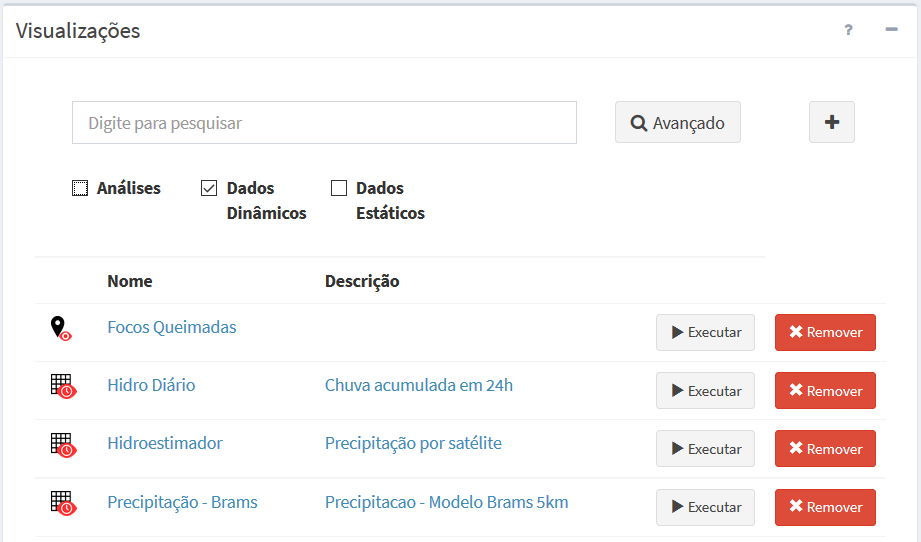 Visualizações ?
Digite para pesquisar Avançado
Análises Dados Dinâmicos Dados Estáticos
Nome Descrição
Focos Queimadas Executar Remover
Hidro Diário Chuva acumulada em 24h Executar Remover
Hidroestimador Precipitação por satélite Executar Remover
Precipitação - Brams Precipitacao - Modelo Brams 5km Executar Remover